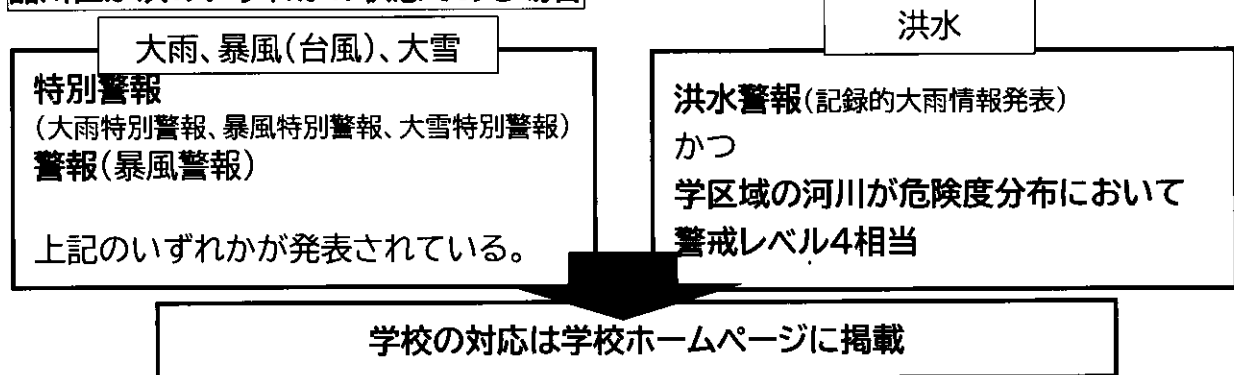 大雨、暴風(台風)、大雪
特別警報
(大雨特別警報、暴風特別警報、大雪特別警報)
警報(暴風警報)
上記のいずれかが発表されている。
洪水
洪水警報(記録的大雨情報発表)
かつ
学区域の河川が危険度分布において
警戒レベル4相当
学校の対応は学校ホームページに掲載